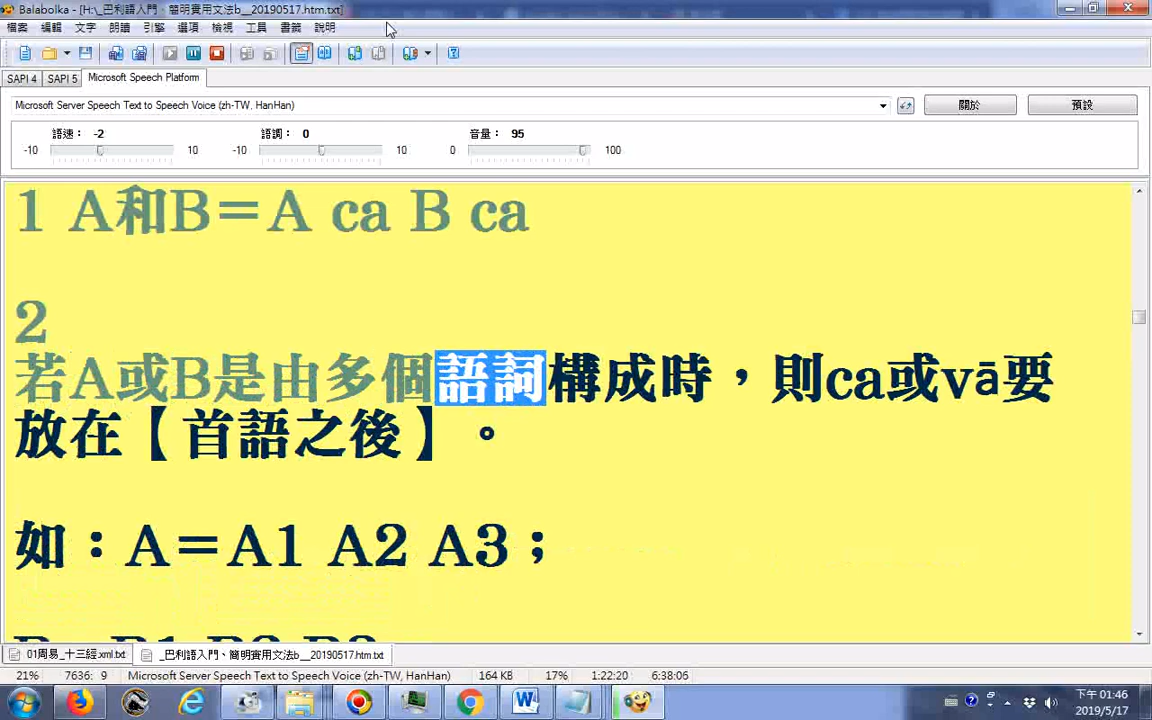 Balabolka - [H:\_巴利語入門、簡明實用文法b__20190517.htm.txt]
檔案 編輯 文字 朗讀 引擎 選項 檢視 工具 書籤 說明
SAPI 4 SAPI 5 Microsoft Speech Platform
Microsoft Server Speech Text to Speech Voice (zh-TW, HanHan) 關於 預設
語速： -2 語調： 0 音量： 95
-10 10 -10 10 0 100
1 A和B＝A ca B ca
2
若A或B是由多個語詞構成時，則ca或vā要
放在【首語之後】。
如：A＝A1 A2 A3；
01周易_十三經.xml.txt _巴利語入門、簡明實用文法b__20190517.htm.txt
21% 7636: 9 Microsoft Server Speech Text to Speech Voice (zh-TW, HanHan) 164 KB 17% 1:22:20 6:38:06
下午 01:46
2019/5/17